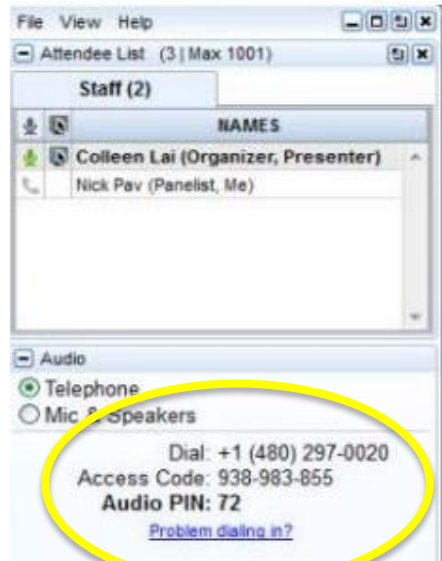 File View Help
Attendee List (3 | Max 1001)
Staff (2)
NAMES
Colleen Lai (Organizer, Presenter)
Nick Pav (Panelist, Me)
Audio
Telephone
Mic & Speakers
Dial: +1 (480) 297-0020
Access Code: 938-983-855
Audio PIN: 72
Problem dialing in?